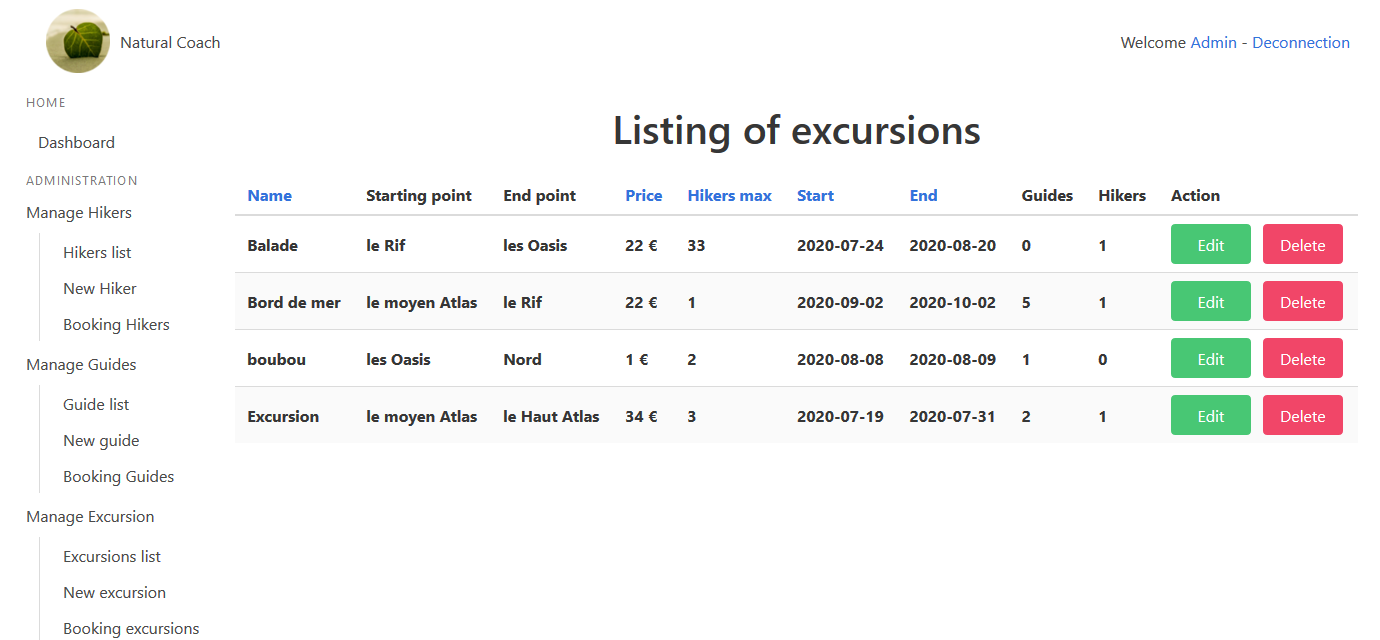 Natural Coach
Welcome Admin - Deconnection
HOME
Dashboard
ADMINISTRATION
Manage Hikers
Hikers list
New Hiker
Booking Hikers
Manage Guides
Guide list
New guide
Booking Guides
Manage Excursion
Excursions list
New excursion
Booking excursions
Listing of excursions
Name Starting point End point Price Hikers max Start End Guides Hikers Action
Balade le Rif les Oasis 22 € 33 2020-07-24 2020-08-20 0 1 Edit Delete
Bord de mer le moyen Atlas le Rif 22 € 1 2020-09-02 2020-10-02 5 1 Edit Delete
boubou les Oasis Nord 1 € 2 2020-08-08 2020-08-09 1 0 Edit Delete
Excursion le moyen Atlas le Haut Atlas 34 € 3 2020-07-19 2020-07-31 2 1 Edit Delete